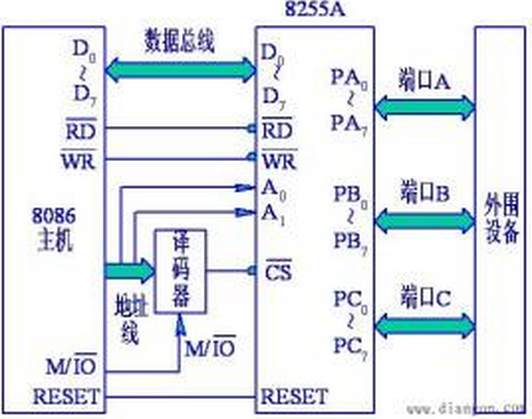 8255A
数据总线
D0
~
D7
D0
~
D7
RD
WR
RD
WR
A0
A1
8086
主机
译
码
器
地址
线
CS
M/IO
M/IO
RESET
RESET
PA0
~
PA7
端口A
PB0
~
PB7
端口B
PC0
~
PC7
端口C
外围
设备